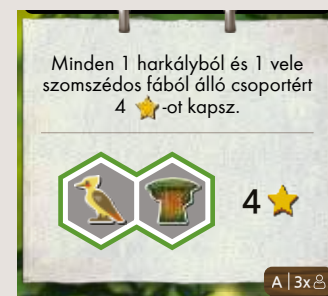 Minden 1 harkályból és 1 vele
szomszédos fából álló csoportért
4 -ot kapsz.
4
A | 3x